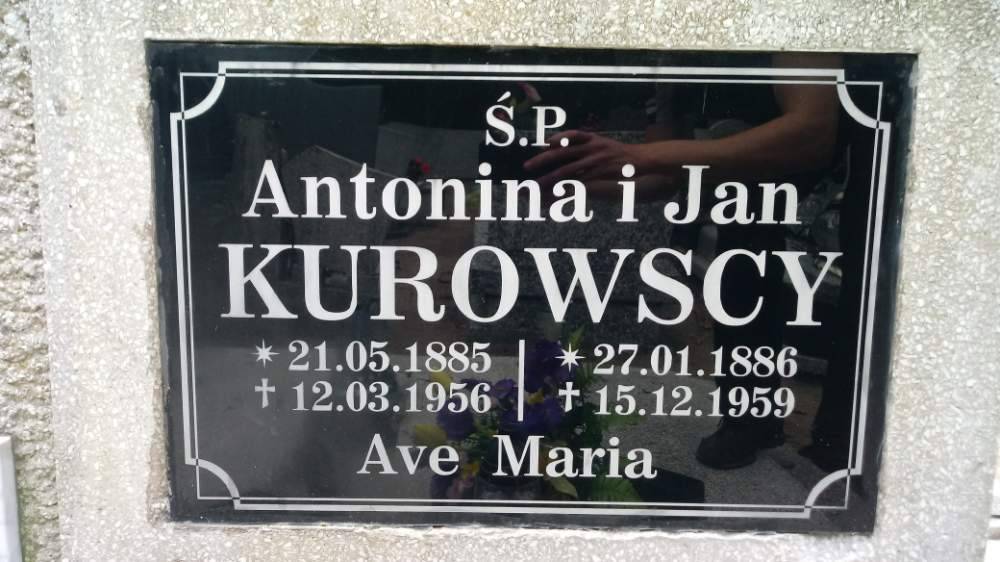 Ś.P.
Antonina i Jan
KUROWSCY
✴ 21.05.1885 | ✴ 27.01.1886
† 12.03.1956 | † 15.12.1959
Ave Maria